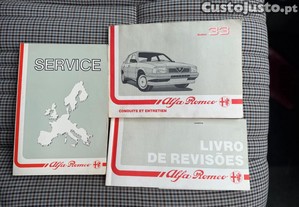 CustoJusto.pt
SERVICE
Alfa Romeo
33
Alfa Romeo
CONDUITE ET ENTRETIEN
LIVRO
DE REVISÕES
Alfa Romeo